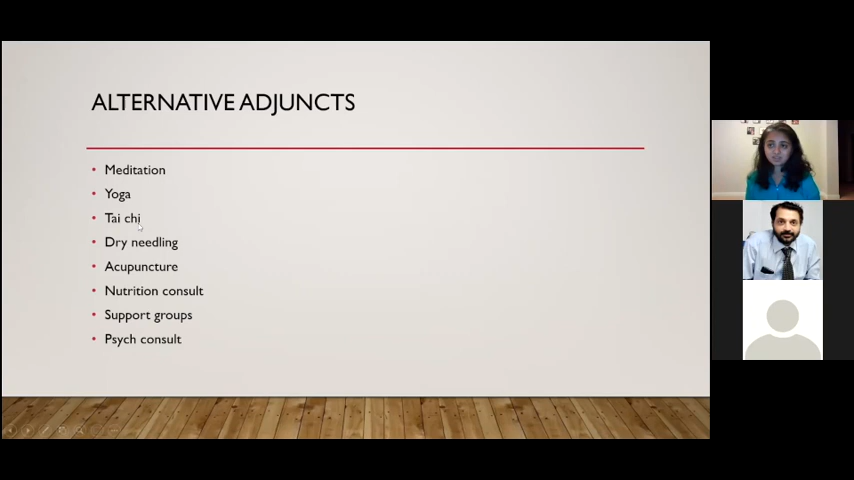 ALTERNATIVE ADJUNCTS
• Meditation
• Yoga
• Tai chi
• Dry needling
• Acupuncture
• Nutrition consult
• Support groups
• Psych consult